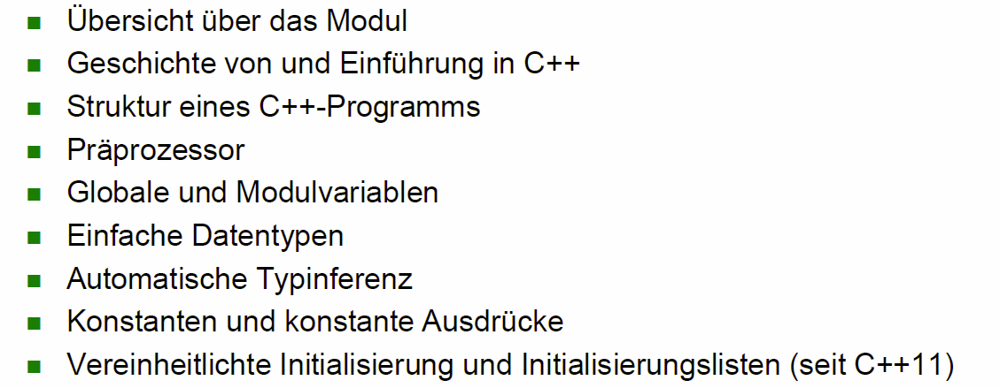 Übersicht über das Modul
Geschichte von und Einführung in C++
Struktur eines C++-Programms
Präprozessor
Globale und Modulvariablen
Einfache Datentypen
Automatische Typinferenz
Konstanten und konstante Ausdrücke
Vereinheitlichte Initialisierung und Initialisierungslisten (seit C++11)